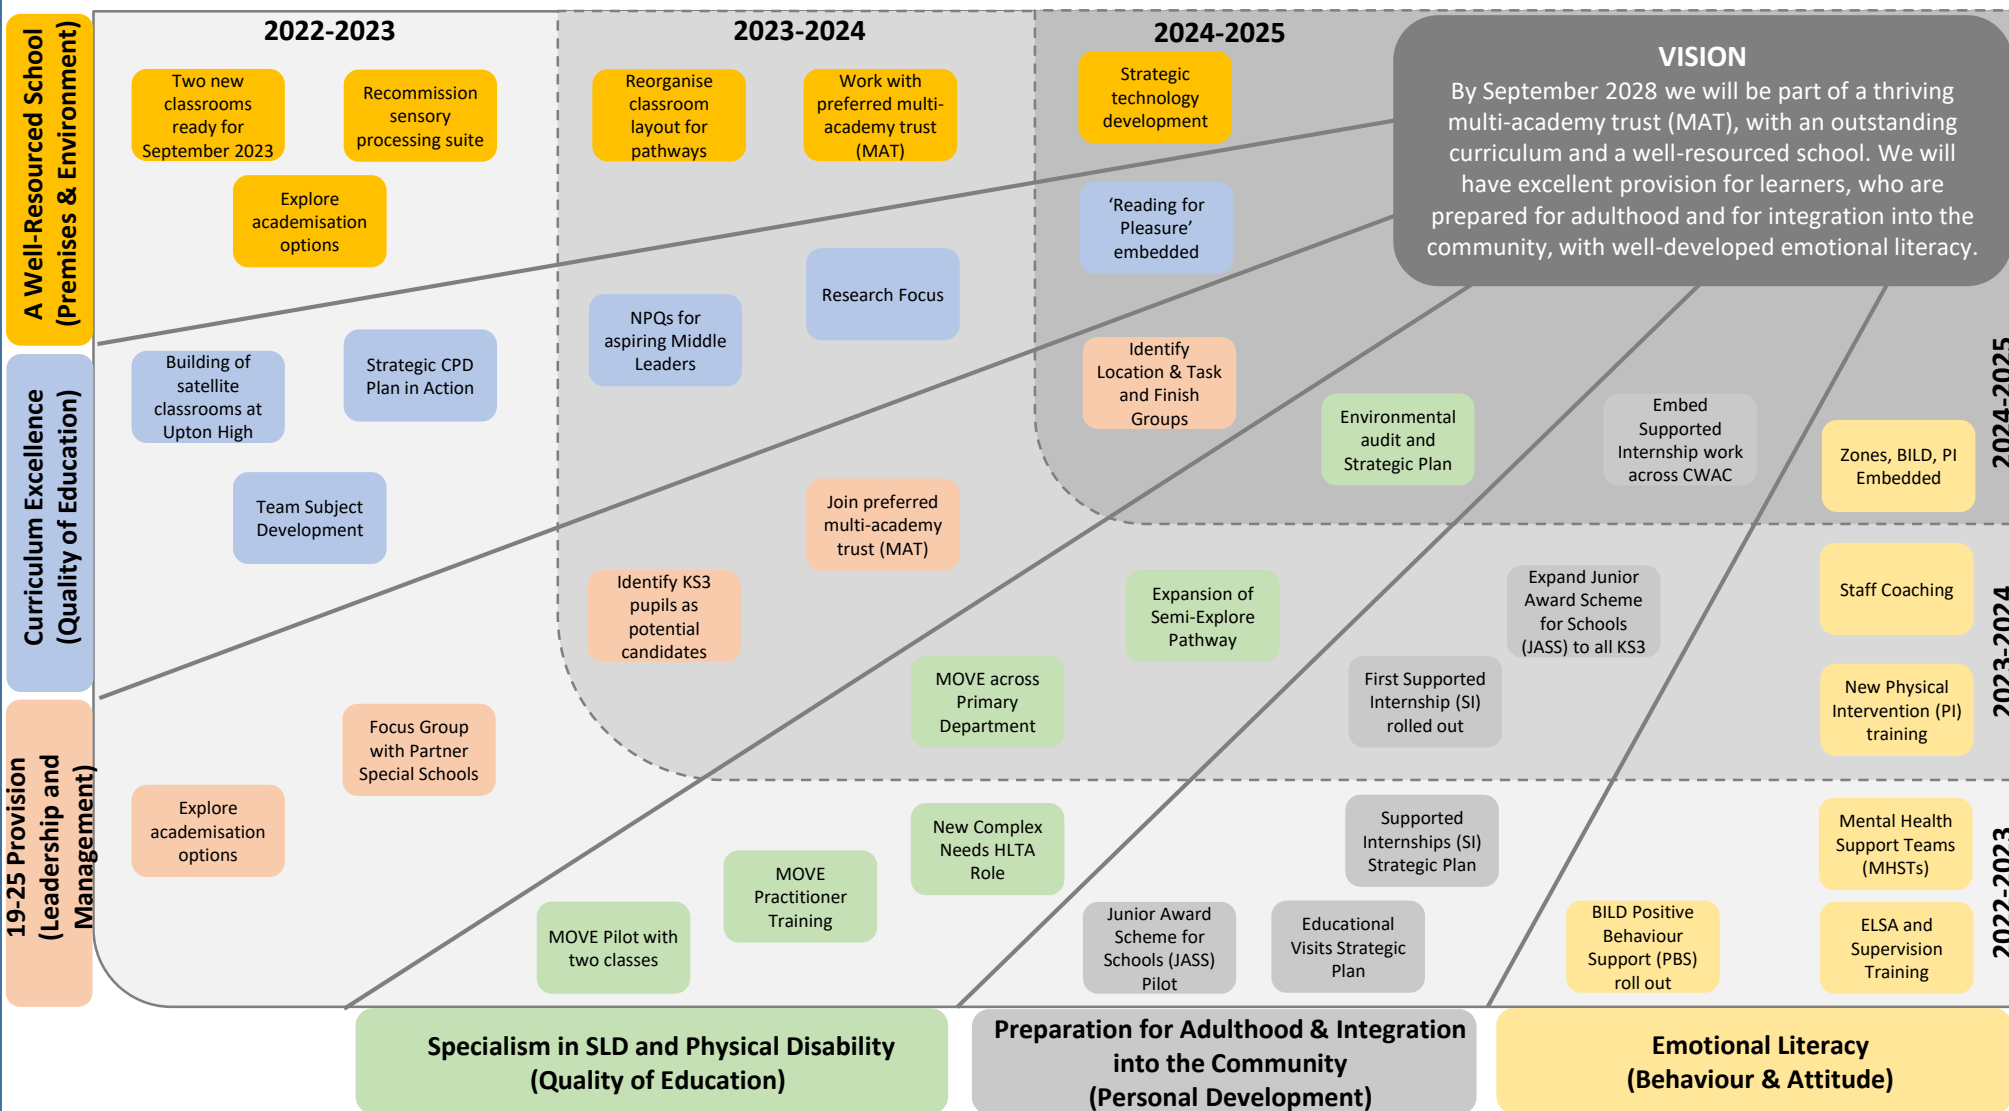 2022-2023
2023-2024
2024-2025
VISION
By September 2028 we will be part of a thriving
multi-academy trust (MAT), with an outstanding
curriculum and a well-resourced school. We will
have excellent provision for learners, who are
prepared for adulthood and for integration into the
community, with well-developed emotional literacy.
A Well-Resourced School
(Premises & Environment)
Two new
classrooms
ready for
September 2023
Recommission
sensory
processing suite
Explore
academisation
options
Reorganise
classroom
layout for
pathways
Work with
preferred multi-
academy trust
(MAT)
Strategic
technology
development
Curriculum Excellence
(Quality of Education)
Building of
satellite
classrooms at
Upton High
Strategic CPD
Plan in Action
Team Subject
Development
NPQs for
aspiring Middle
Leaders
Research Focus
‘Reading for
Pleasure’
embedded
19-25 Provision
(Leadership and
Management)
Explore
academisation
options
Focus Group
with Partner
Special Schools
Identify KS3
pupils as
potential
candidates
Join preferred
multi-academy
trust (MAT)
Identify
Location & Task
and Finish
Groups
MOVE Pilot with
two classes
MOVE
Practitioner
Training
New Complex
Needs HLTA
Role
MOVE across
Primary
Department
Expansion of
Semi-Explore
Pathway
Environmental
audit and
Strategic Plan
Junior Award
Scheme for
Schools (JASS)
Pilot
Educational
Visits Strategic
Plan
Supported
Internships (SI)
Strategic Plan
First Supported
Internship (SI)
rolled out
Expand Junior
Award Scheme
for Schools
(JASS) to all KS3
Embed
Supported
Internship work
across CWAC
BILD Positive
Behaviour
Support (PBS)
roll out
ELSA and
Supervision
Training
Mental Health
Support Teams
(MHSTs)
New Physical
Intervention (PI)
training
Staff Coaching
Zones, BILD, PI
Embedded
2024-2025
2023-2024
2022-2023
Specialism in SLD and Physical Disability
(Quality of Education)
Preparation for Adulthood & Integration
into the Community
(Personal Development)
Emotional Literacy
(Behaviour & Attitude)